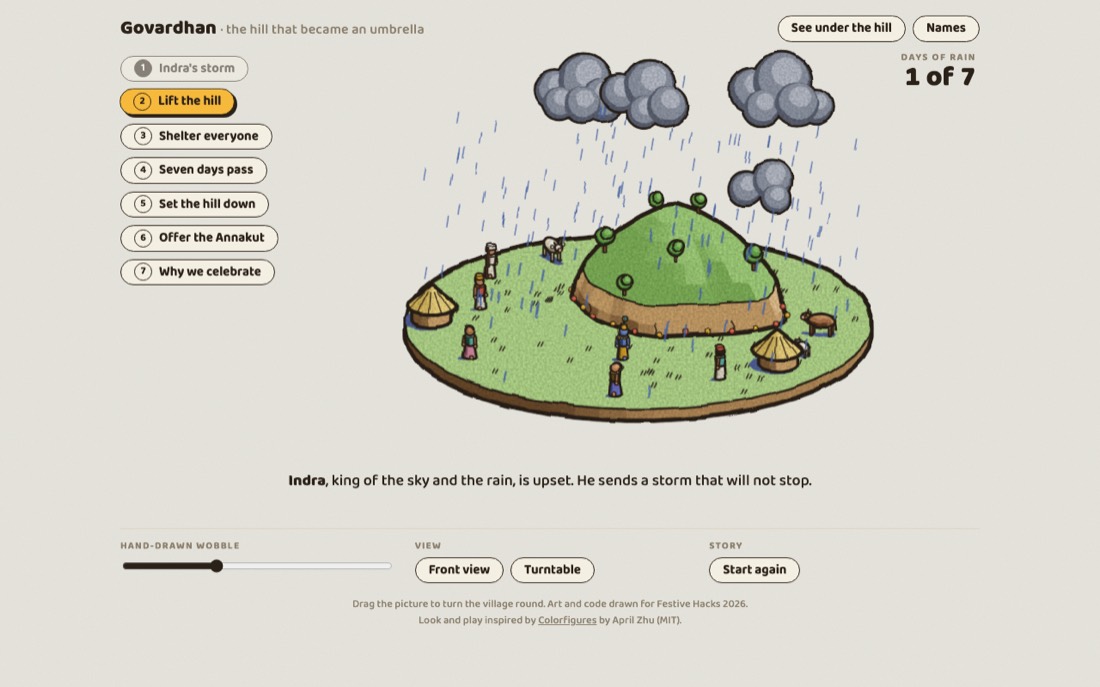 Govardhan · the hill that became an umbrella
See under the hill
Names
DAYS OF RAIN
1 of 7
1 Indra's storm
2 Lift the hill
3 Shelter everyone
4 Seven days pass
5 Set the hill down
6 Offer the Annakut
7 Why we celebrate
Indra, king of the sky and the rain, is upset. He sends a storm that will not stop.
HAND-DRAWN WOBBLE
VIEW
Front view
Turntable
STORY
Start again
Drag the picture to turn the village round. Art and code drawn for Festive Hacks 2026.
Look and play inspired by Colorfigures by April Zhu (MIT).